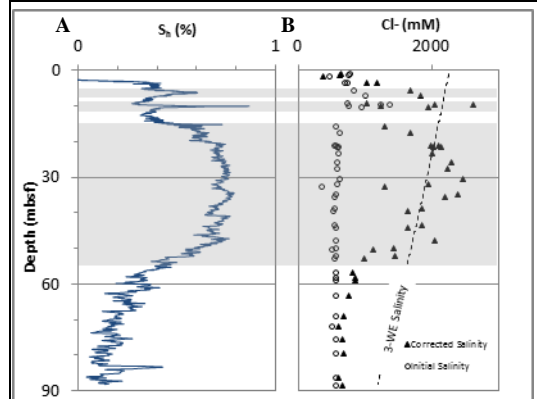 A
S_h (%)
B
Cl- (mM)
0
1
0
2000
0
30
60
90
Depth (mbsf)
3-WE Salinity
Corrected Salinity
Initial Salinity